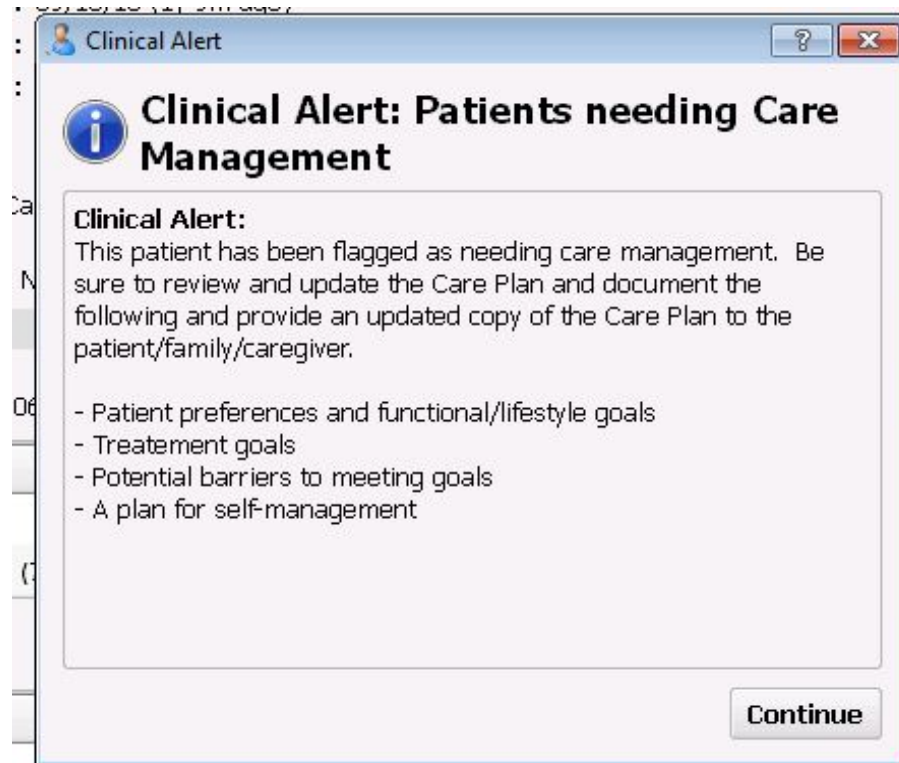 Clinical Alert
Clinical Alert: Patients needing Care
Management
Clinical Alert:
This patient has been flagged as needing care management.  Be
sure to review and update the Care Plan and document the
following and provide an updated copy of the Care Plan to the
patient/family/caregiver.
- Patient preferences and functional/lifestyle goals
- Treatement goals
- Potential barriers to meeting goals
- A plan for self-management
Continue